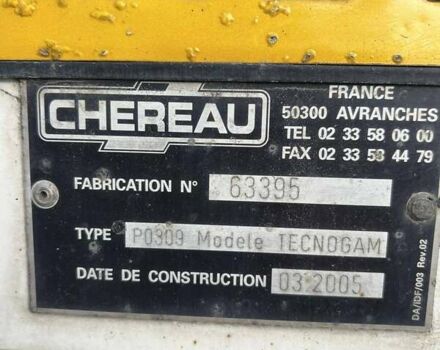 CHEREAU
FRANCE
50300 AVRANCHES
TEL 02 33 58 06 00
FAX 02 33 58 44 79
FABRICATION N° 63395
TYPE P0309 Modele TECNOGAM
DATE DE CONSTRUCTION 03 2005
DA/IDF/003 Rev.02